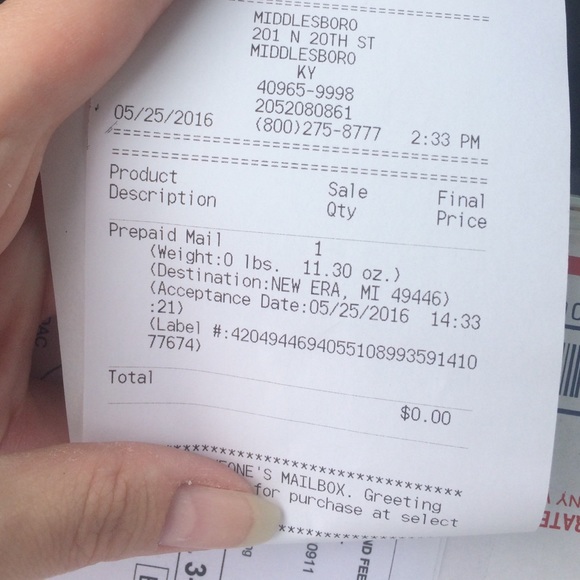 MIDDLESBORO
201 N 20TH ST
MIDDLESBORO
KY
40965-9998
2052080861
05/25/2016 (800)275-8777 2:33 PM
Product Description Sale Qty Final Price
Prepaid Mail 1
(Weight:0 lbs. 11.30 oz.)
(Destination:NEW ERA, MI 49446)
(Acceptance Date:05/25/2016 14:33
:21)
(Label #:42049446940551089935914​10
77674)
Total $0.00
MAILBOX. Greeting
for purchase at select
0911